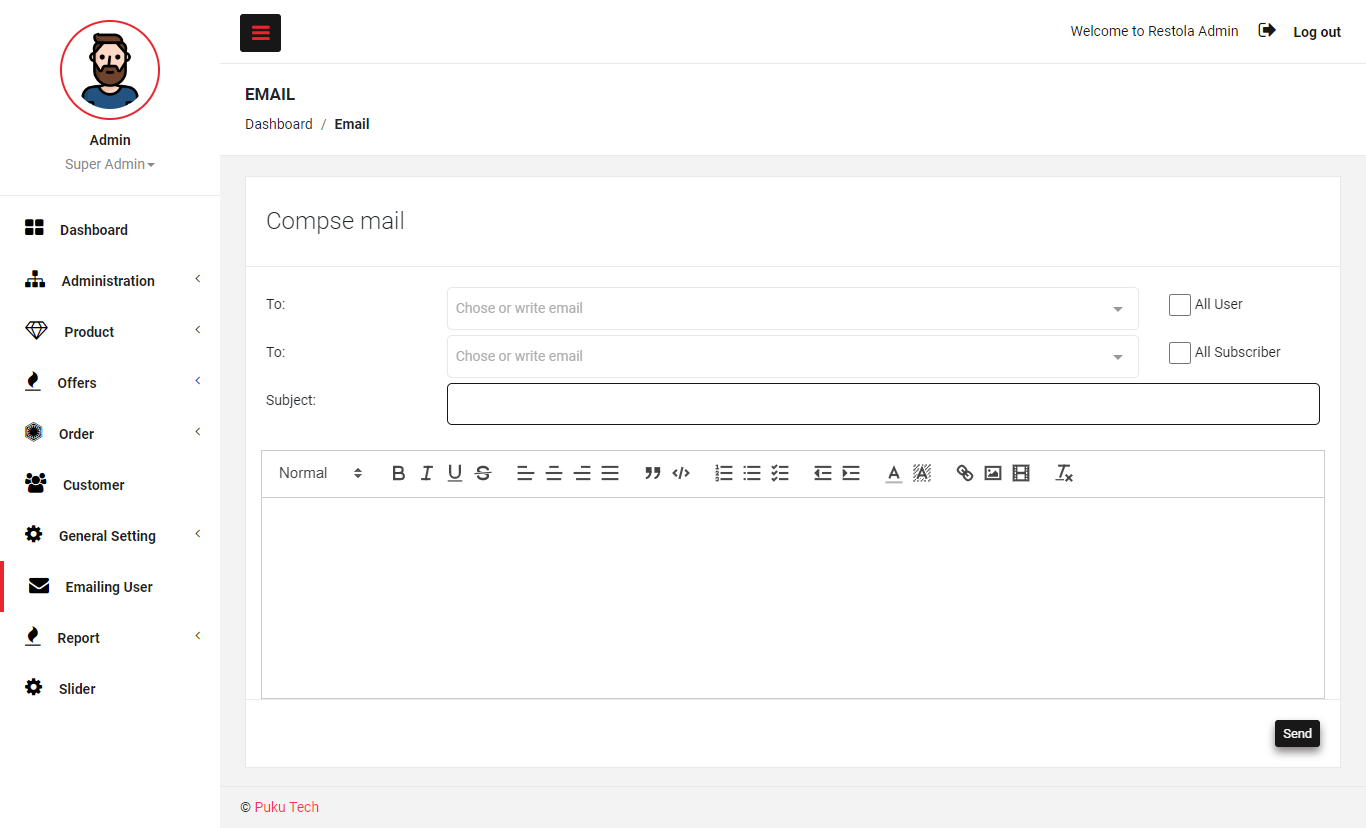 Welcome to Restola Admin
Log out
Admin
Super Admin
Dashboard
Administration
Product
Offers
Order
Customer
General Setting
Emailing User
Report
Slider
EMAIL
Dashboard / Email
Compse mail
To:
Chose or write email
All User
To:
Chose or write email
All Subscriber
Subject:
Normal
Send
© Puku Tech